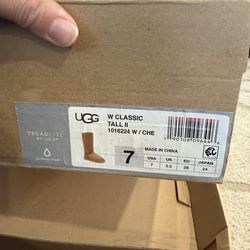 TREADLITE
BY UGG
UGG
W CLASSIC
TALL II
1016224 W / CHE
7
MADE IN CHINA
USA UK EU JAPAN
7 5.5 38 24